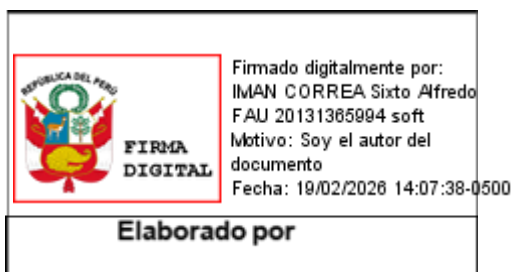 REPÚBLICA DEL PERÚ
FIRMA
DIGITAL
Firmado digitalmente por:
IMAN CORREA Sixto Alfredo
FAU 20131365994 soft
Motivo: Soy el autor del
documento
Fecha: 19/02/2026 14:07:38-0500
Elaborado por